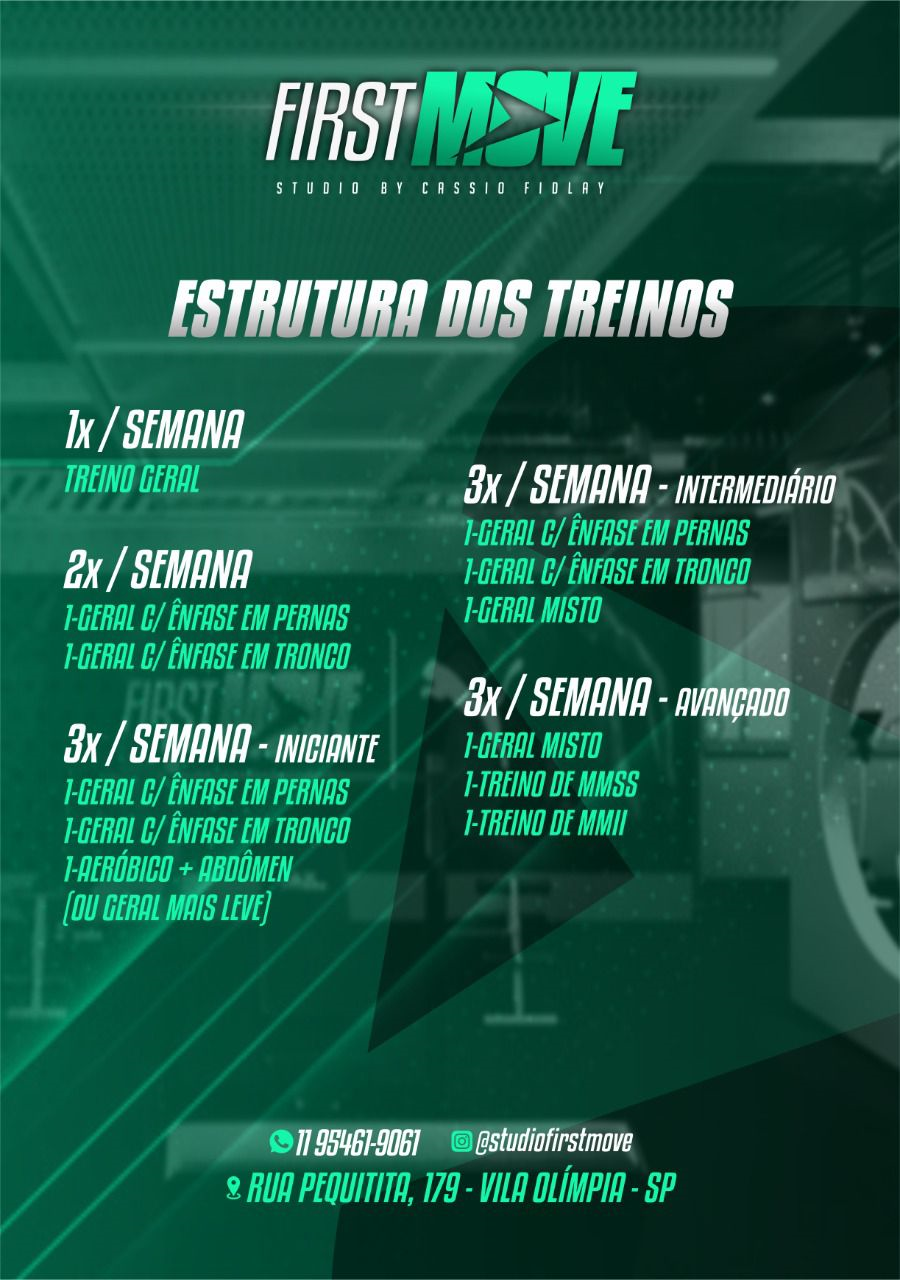 FIRST MOVE
STUDIO BY CASSIO FIDLAY
ESTRUTURA DOS TREINOS
1x / SEMANA
TREINO GERAL
2x / SEMANA
1-GERAL C/ ÊNFASE EM PERNAS
1-GERAL C/ ÊNFASE EM TRONCO
3x / SEMANA - INICIANTE
1-GERAL C/ ÊNFASE EM PERNAS
1-GERAL C/ ÊNFASE EM TRONCO
1-AERÓBICO + ABDÔMEN
(OU GERAL MAIS LEVE)
3x / SEMANA - INTERMEDIÁRIO
1-GERAL C/ ÊNFASE EM PERNAS
1-GERAL C/ ÊNFASE EM TRONCO
1-GERAL MISTO
3x / SEMANA - AVANÇADO
1-GERAL MISTO
1-TREINO DE MMSS
1-TREINO DE MMII
FIRST MOVE
11 95461-9061 @studiofirstmove
RUA PEQUITITA, 179 - VILA OLÍMPIA - SP